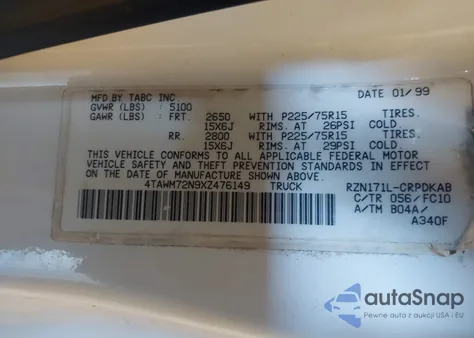 MFD BY TABC INC. DATE 01/99
GVWR (LBS) : 5100
GAWR (LBS) : FRT. 2650 WITH P225/75R15 TIRES.
15X6J RIMS. AT 26PSI COLD.
RR. 2800 WITH P225/75R15 TIRES.
15X6J RIMS. AT 29PSI COLD.
THIS VEHICLE CONFORMS TO ALL APPLICABLE FEDERAL MOTOR
VEHICLE SAFETY AND THEFT PREVENTION STANDARDS IN EFFECT
ON THE DATE OF MANUFACTURE SHOWN ABOVE.
4TAWM72N9XZ476149 TRUCK RZN171L-CRPDKAB
C/TR 056/FC10
A/TM B04A/
A340F
autoSnap
Pewne auta z aukcji USA i EU